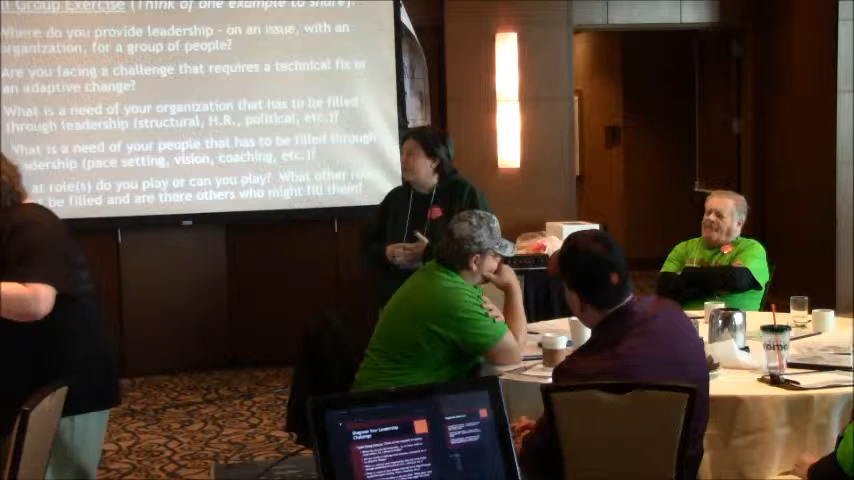 Group Exercise (Think of one example to share):
Where do you provide leadership - on an issue, with an
organization, for a group of people?
Are you facing a challenge that requires a technical fix or
an adaptive change?
What is a need of your organization that has to be filled
through leadership (structural, H.R., political, etc.)?
What is a need of your people that has to be filled through
leadership (pace setting, vision, coaching, etc.)?
at role(s) do you play or can you play? What other
be filled and are there others who might fill them?
Diagnose Your Leadership
Challenge